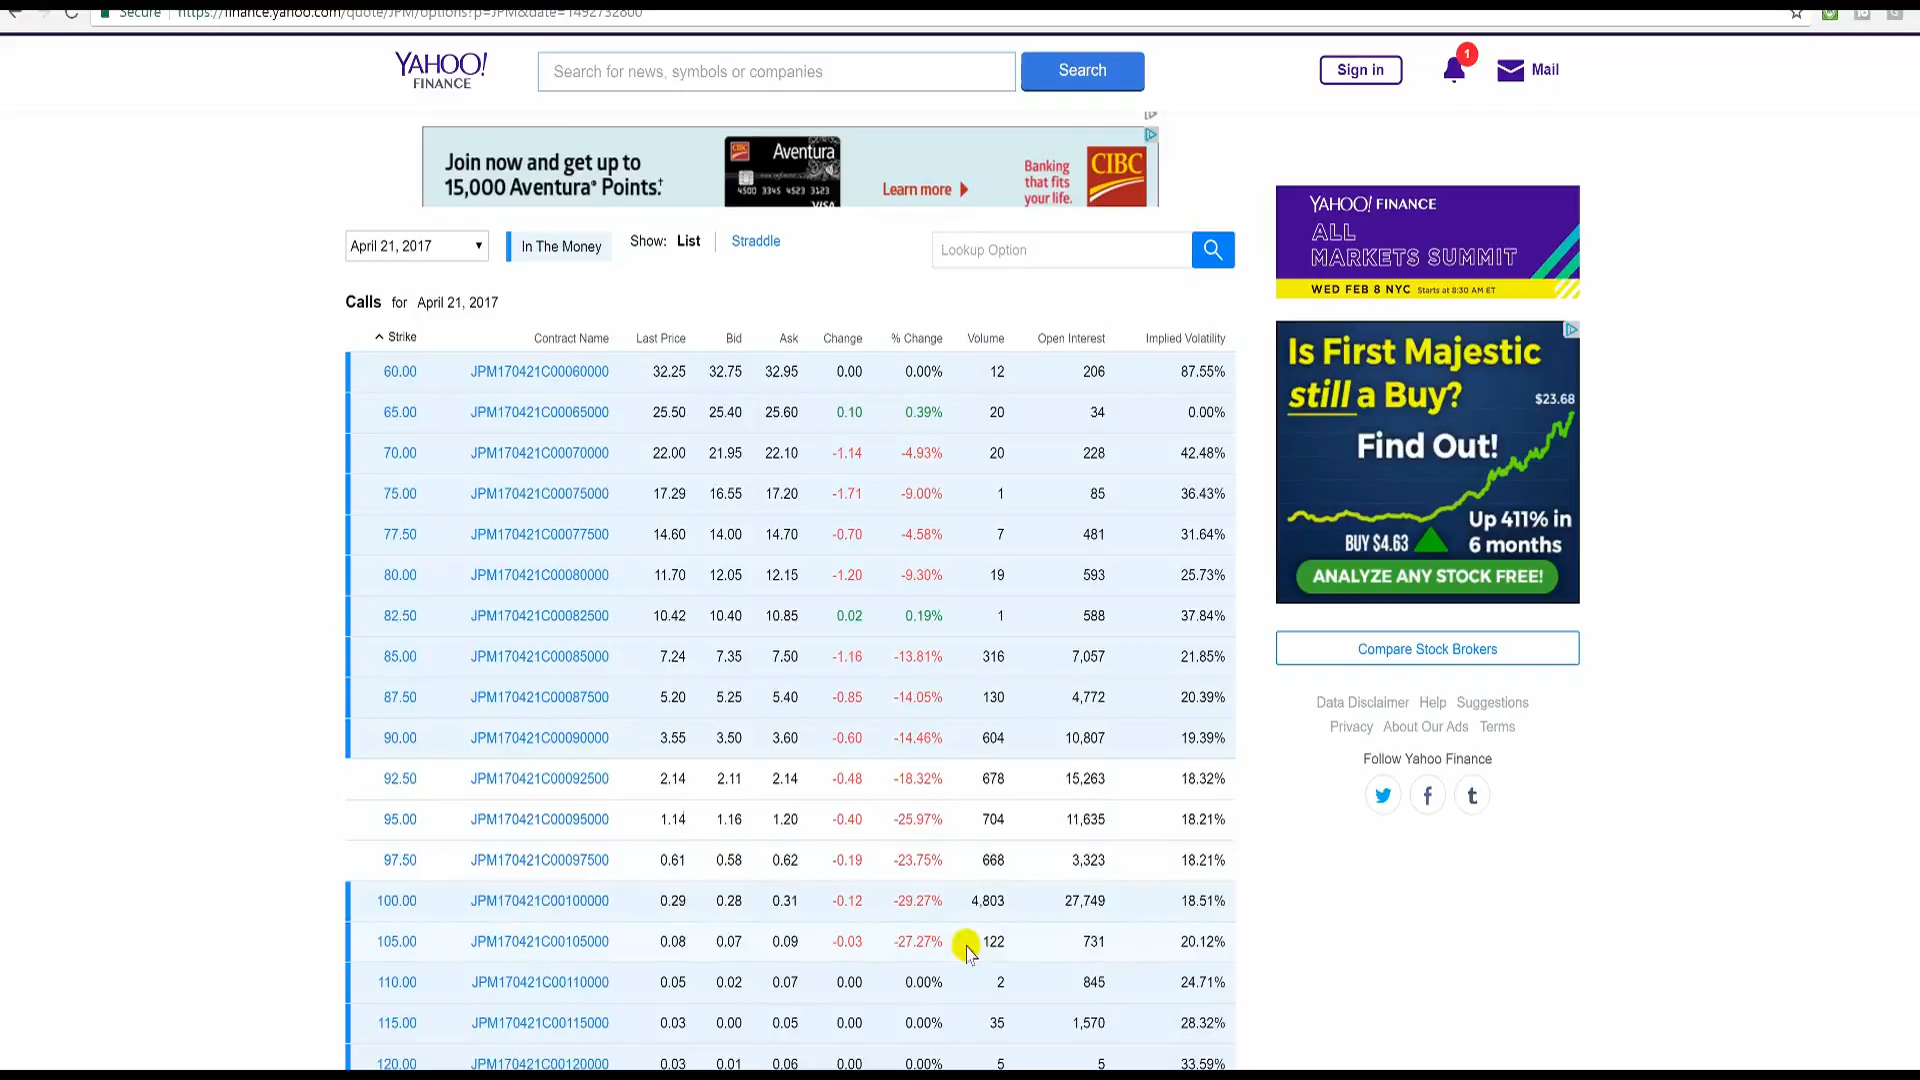 Secure https://finance.yahoo.com/quote/JPM/options?p=JPM&date=1492732800
YAHOO!
FINANCE
Search for news, symbols or companies
Search
Sign in
1
Mail
Join now and get up to
15,000 Aventura® Points.†
CIBC
Aventura
4500 3345 4523 3123
VISA
Learn more
Banking
that fits
your life.
CIBC
April 21, 2017
In The Money
Show: List Straddle
Lookup Option
Calls for April 21, 2017
Strike Contract Name Last Price Bid Ask Change % Change Volume Open Interest Implied Volatility
60.00 JPM170421C00060000 32.25 32.75 32.95 0.00 0.00% 12 206 87.55%
65.00 JPM170421C00065000 25.50 25.40 25.60 0.10 0.39% 20 34 0.00%
70.00 JPM170421C00070000 22.00 21.95 22.10 -1.14 -4.93% 20 228 42.48%
75.00 JPM170421C00075000 17.29 16.55 17.20 -1.71 -9.00% 1 85 36.43%
77.50 JPM170421C00077500 14.60 14.00 14.70 -0.70 -4.58% 7 481 31.64%
80.00 JPM170421C00080000 11.70 12.05 12.15 -1.20 -9.30% 19 593 25.73%
82.50 JPM170421C00082500 10.42 10.40 10.85 0.02 0.19% 1 588 37.84%
85.00 JPM170421C00085000 7.24 7.35 7.50 -1.16 -13.81% 316 7,057 21.85%
87.50 JPM170421C00087500 5.20 5.25 5.40 -0.85 -14.05% 130 4,772 20.39%
90.00 JPM170421C00090000 3.55 3.50 3.60 -0.60 -14.46% 604 10,807 19.39%
92.50 JPM170421C00092500 2.14 2.11 2.14 -0.48 -18.32% 678 15,263 18.32%
95.00 JPM170421C00095000 1.14 1.16 1.20 -0.40 -25.97% 704 11,635 18.21%
97.50 JPM170421C00097500 0.61 0.58 0.62 -0.19 -23.75% 668 3,323 18.21%
100.00 JPM170421C00100000 0.29 0.28 0.31 -0.12 -29.27% 4,803 27,749 18.51%
105.00 JPM170421C00105000 0.08 0.07 0.09 -0.03 -27.27% 122 731 20.12%
110.00 JPM170421C00110000 0.05 0.02 0.07 0.00 0.00% 2 845 24.71%
115.00 JPM170421C00115000 0.03 0.00 0.05 0.00 0.00% 35 1,570 28.32%
120.00 JPM170421C00120000 0.03 0.01 0.06 0.00 0.00% 5 5 33.59%
YAHOO! FINANCE
ALL
MARKETS SUMMIT
WED FEB 8 NYC Starts at 8:30 AM ET
Is First Majestic
still a Buy?
$23.68
Find Out!
Up 411% in
6 months
BUY $4.63
ANALYZE ANY STOCK FREE!
Compare Stock Brokers
Data Disclaimer Help Suggestions
Privacy About Our Ads Terms
Follow Yahoo Finance